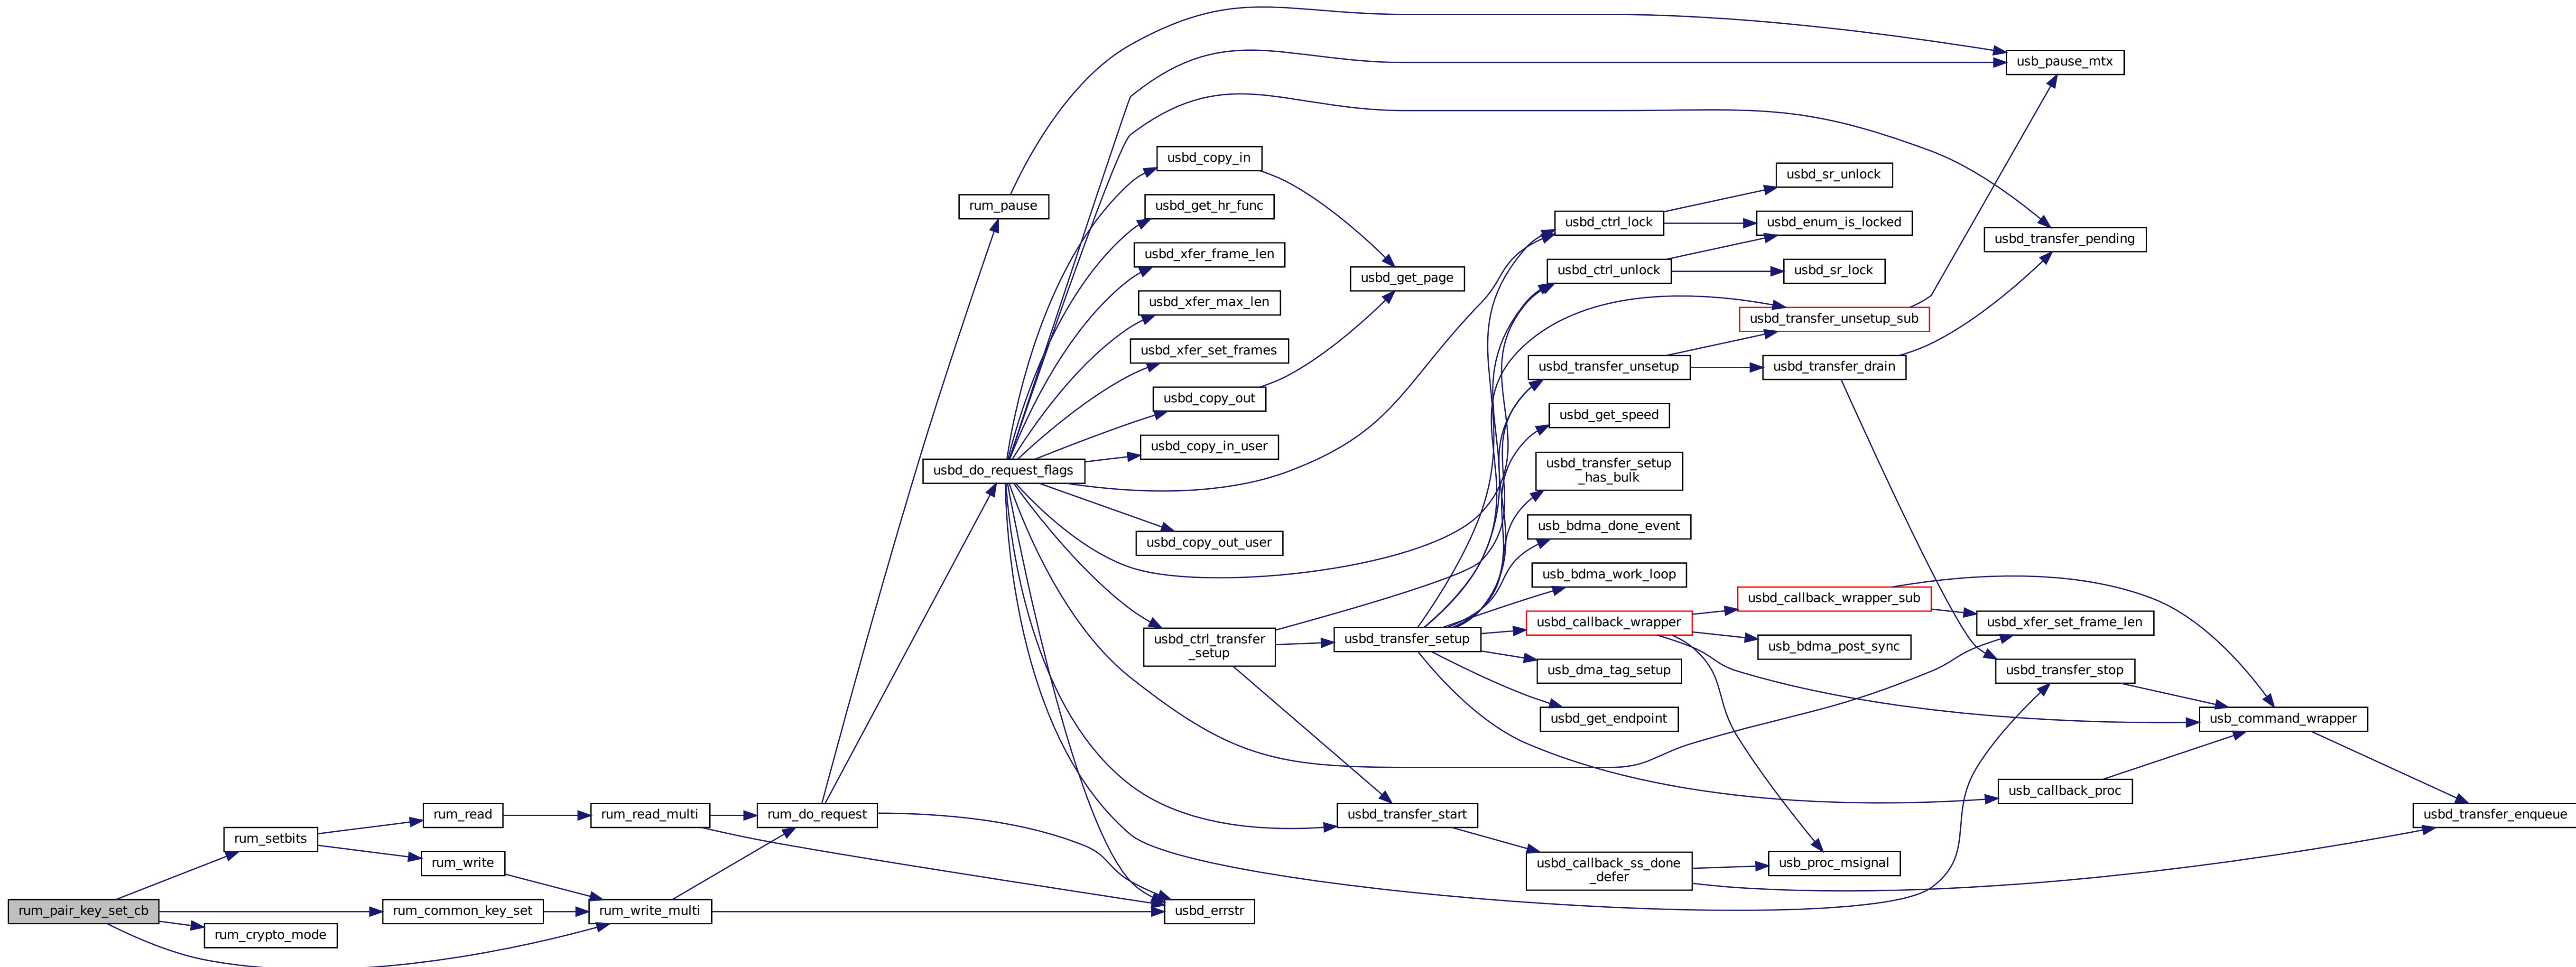 rum_pair_key_set_cb
rum_setbits
rum_common_key_set
rum_crypto_mode
rum_read
rum_write
rum_read_multi
rum_write_multi
rum_do_request
rum_pause
usbd_do_request_flags
usbd_copy_in
usbd_get_hr_func
usbd_xfer_frame_len
usbd_xfer_max_len
usbd_xfer_set_frames
usbd_copy_out
usbd_copy_in_user
usbd_copy_out_user
usbd_ctrl_transfer
_setup
usbd_errstr
usbd_get_page
usbd_transfer_setup
usbd_transfer_start
usbd_ctrl_lock
usbd_ctrl_unlock
usbd_transfer_unsetup
usbd_get_speed
usbd_transfer_setup
_has_bulk
usb_bdma_done_event
usb_bdma_work_loop
usbd_callback_wrapper
usb_dma_tag_setup
usbd_get_endpoint
usbd_callback_ss_done
_defer
usbd_sr_unlock
usbd_enum_is_locked
usbd_sr_lock
usbd_transfer_unsetup_sub
usbd_transfer_drain
usbd_callback_wrapper_sub
usb_bdma_post_sync
usb_proc_msignal
usb_pause_mtx
usbd_transfer_pending
usbd_xfer_set_frame_len
usbd_transfer_stop
usb_callback_proc
usb_command_wrapper
usbd_transfer_enqueue